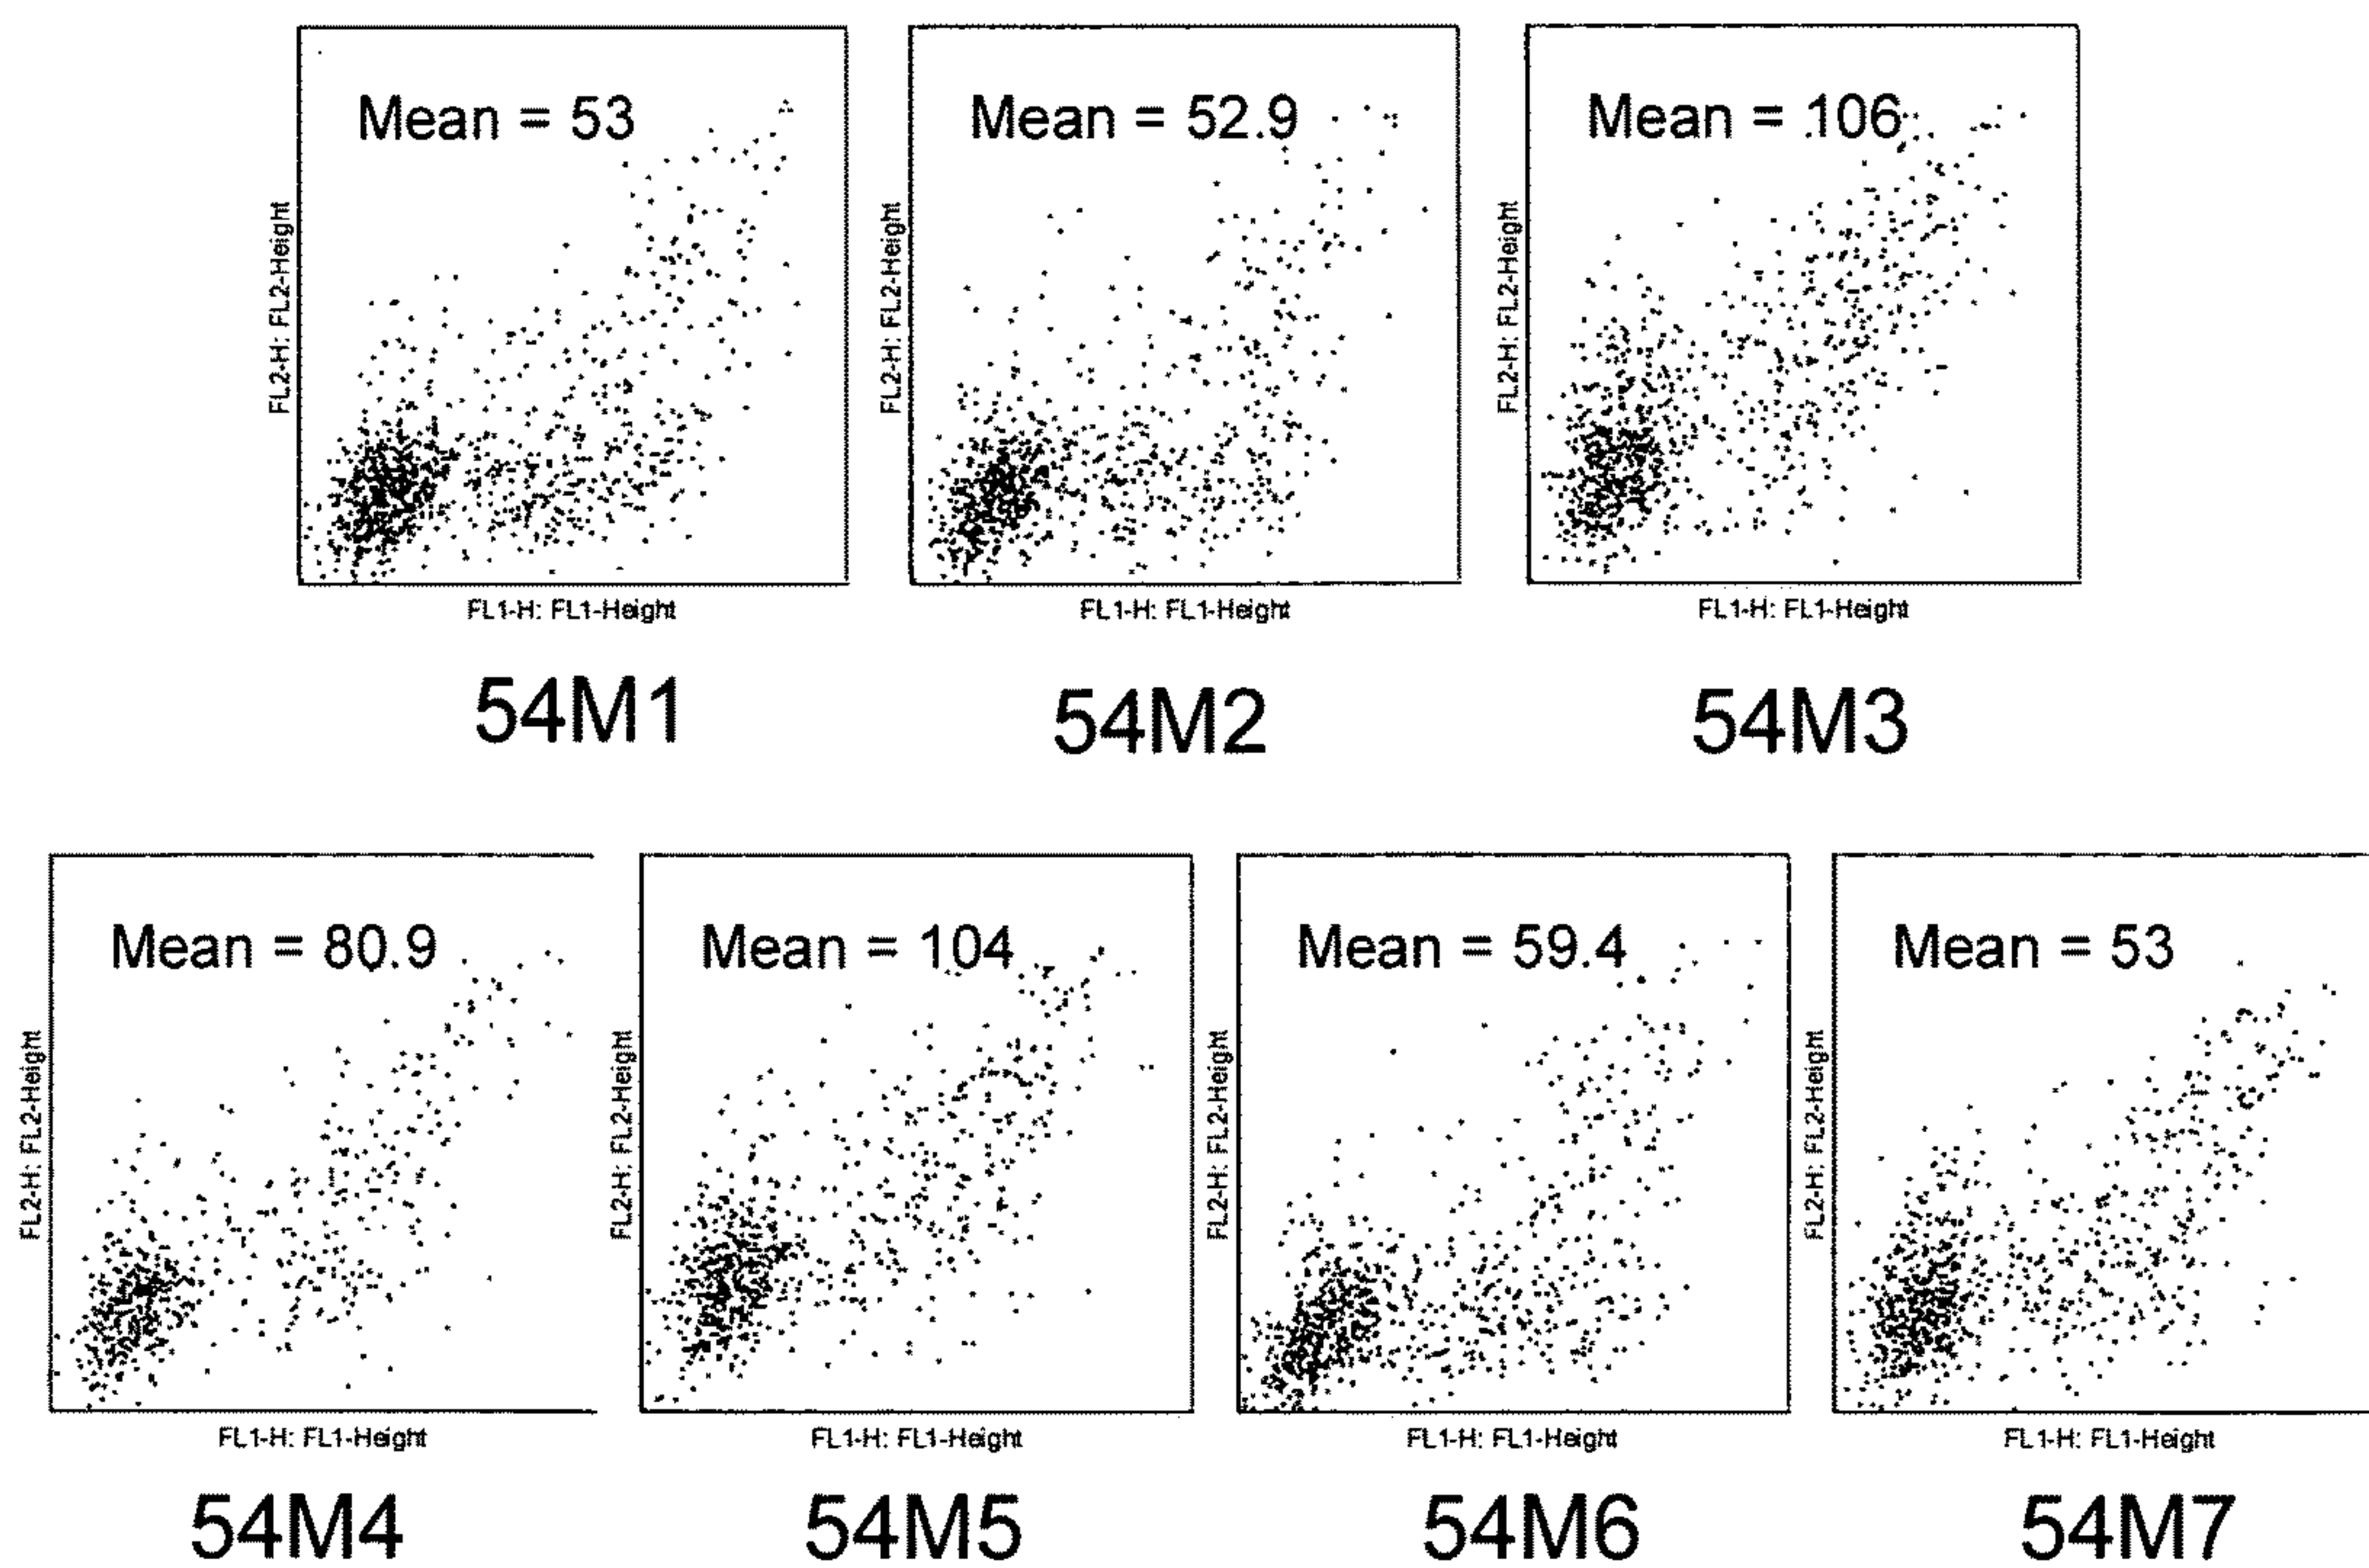 Mean = 53
Mean = 52.9
Mean = 106
FL2-H: FL2-Height
FL2-H: FL2-Height
FL2-H: FL2-Height
FL1-H: FL1-Height
FL1-H: FL1-Height
FL1-H: FL1-Height
54M1
54M2
54M3
Mean = 80.9
Mean = 104
Mean = 59.4
Mean = 53
FL2-H: FL2-Height
FL2-H: FL2-Height
FL2-H: FL2-Height
FL2-H: FL2-Height
FL1-H: FL1-Height
FL1-H: FL1-Height
FL1-H: FL1-Height
FL1-H: FL1-Height
54M4
54M5
54M6
54M7